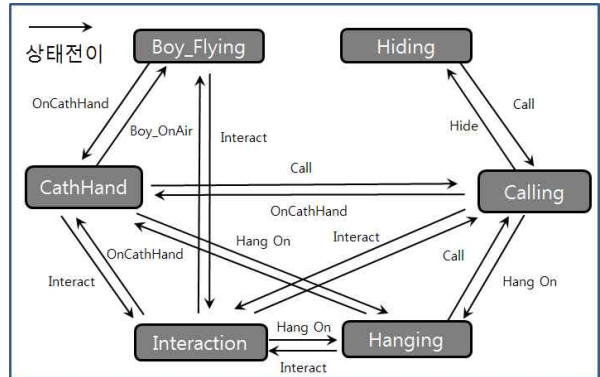 상태전이
Boy_Flying
Hiding
OnCathHand
Boy_OnAir
Interact
Call
Hide
CathHand
Call
OnCathHand
Calling
Hang On
Interact
OnCathHand
Interact
Call
Hang On
Interaction
Hang On
Interact
Hanging